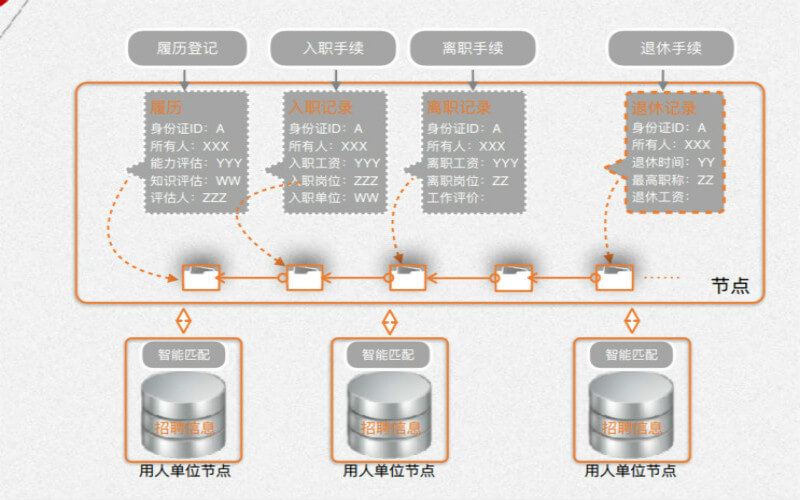 履历登记
入职手续
离职手续
退休手续
履历
身份证ID：A
所有人：XXX
能力评估：YYY
知识评估：WW
评估人：ZZZ
入职记录
身份证ID：A
所有人：XXX
入职工资：YYY
入职岗位：ZZZ
入职单位：WW
离职记录
身份证ID：A
所有人：XXX
离职工资：YYY
离职岗位：ZZ
工作评价：
退休记录
身份证ID：A
所有人：XXX
退休时间：YY
最高职称：ZZ
退休工资：
节点
智能匹配
招聘信息
用人单位节点
智能匹配
招聘信息
用人单位节点
智能匹配
招聘信息
用人单位节点